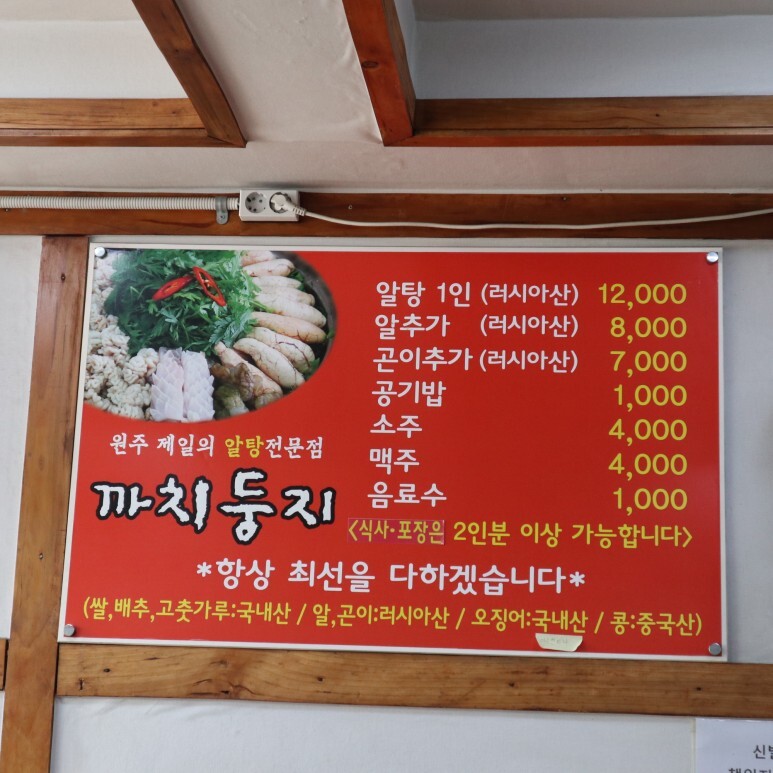 알탕 1인 (러시아산) 12,000
알추가 (러시아산) 8,000
곤이추가 (러시아산) 7,000
공기밥 1,000
소주 4,000
맥주 4,000
음료수 1,000
<식사·포장은 2인분 이상 가능합니다>
원주 제일의 알탕전문점
까치둥지
*항상 최선을 다하겠습니다*
(쌀,배추,고춧가루:국내산 / 알,곤이:러시아산 / 오징어:국내산 / 콩:중국산)